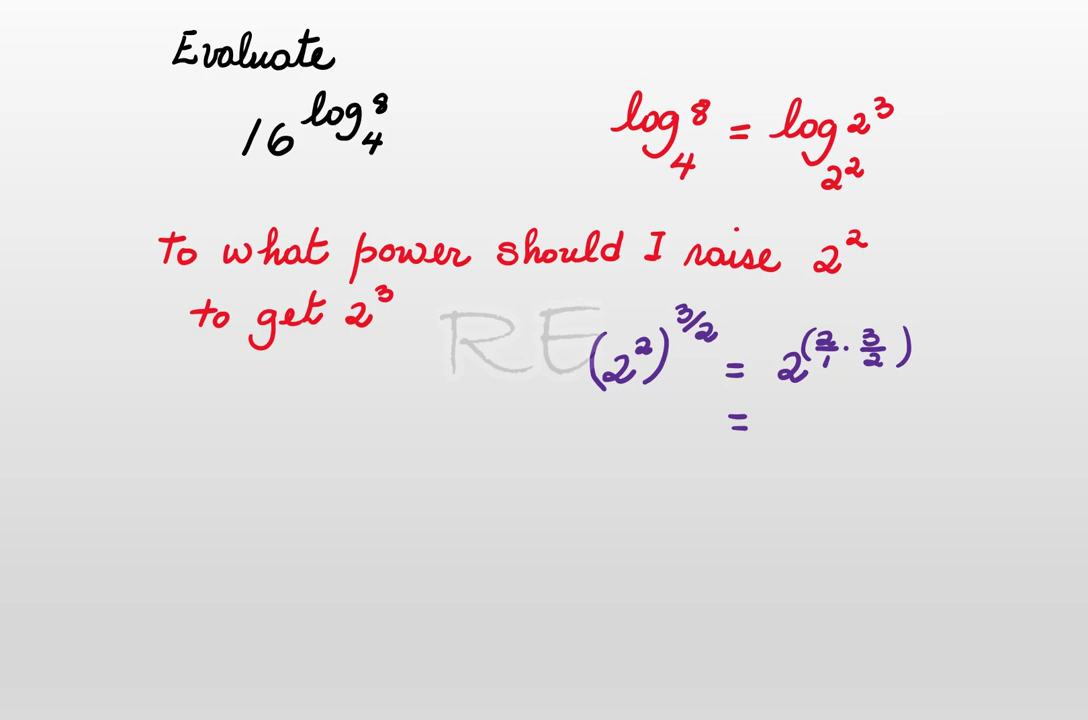 Evaluate
16^log_4 8
log_4 8 = log_2² 2³
To what power should I raise 2²
to get 2³
RE
(2²)^3/2 = 2^(2/1 · 3/2)
=